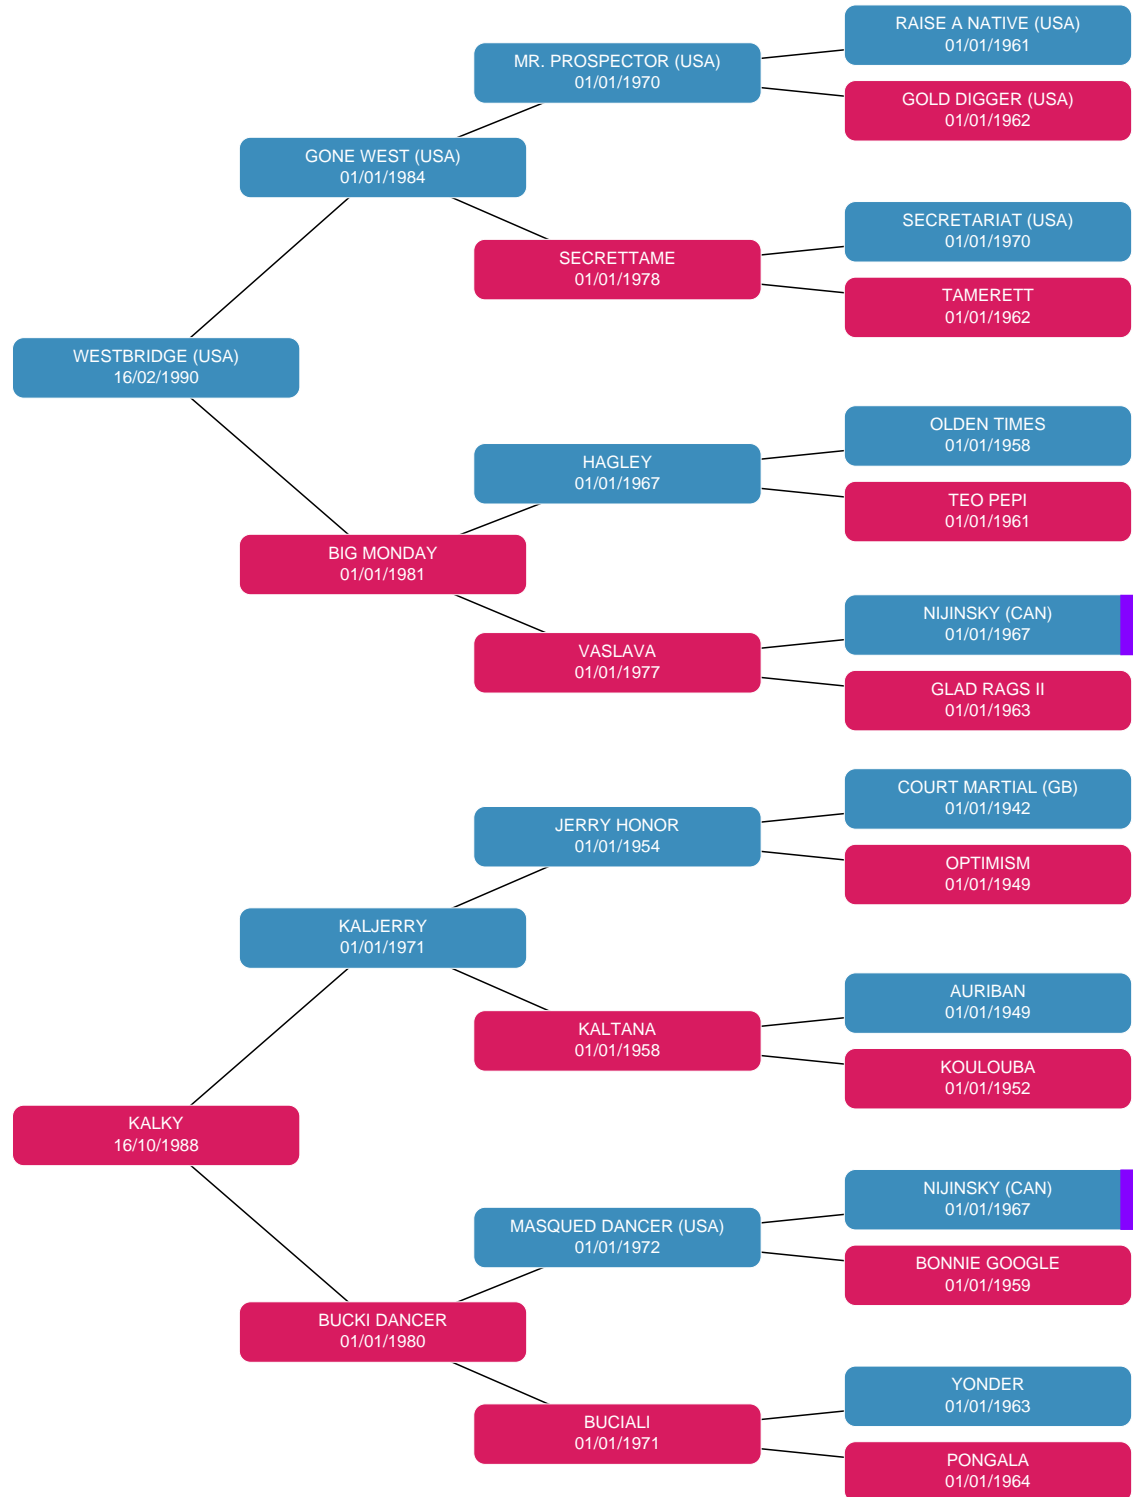 RAISE A NATIVE (USA)
01/01/1961
MR. PROSPECTOR (USA)
01/01/1970
GOLD DIGGER (USA)
01/01/1962
GONE WEST (USA)
01/01/1984
SECRETARIAT (USA)
01/01/1970
SECRETTAME
01/01/1978
TAMERETT
01/01/1962
WESTBRIDGE (USA)
16/02/1990
OLDEN TIMES
01/01/1958
HAGLEY
01/01/1967
TEO PEPI
01/01/1961
BIG MONDAY
01/01/1981
NIJINSKY (CAN)
01/01/1967
VASLAVA
01/01/1977
GLAD RAGS II
01/01/1963
COURT MARTIAL (GB)
01/01/1942
JERRY HONOR
01/01/1954
OPTIMISM
01/01/1949
KALJERRY
01/01/1971
AURIBAN
01/01/1949
KALTANA
01/01/1958
KOULOUBA
01/01/1952
KALKY
16/10/1988
NIJINSKY (CAN)
01/01/1967
MASQUED DANCER (USA)
01/01/1972
BONNIE GOOGLE
01/01/1959
BUCKI DANCER
01/01/1980
YONDER
01/01/1963
BUCIALI
01/01/1971
PONGALA
01/01/1964